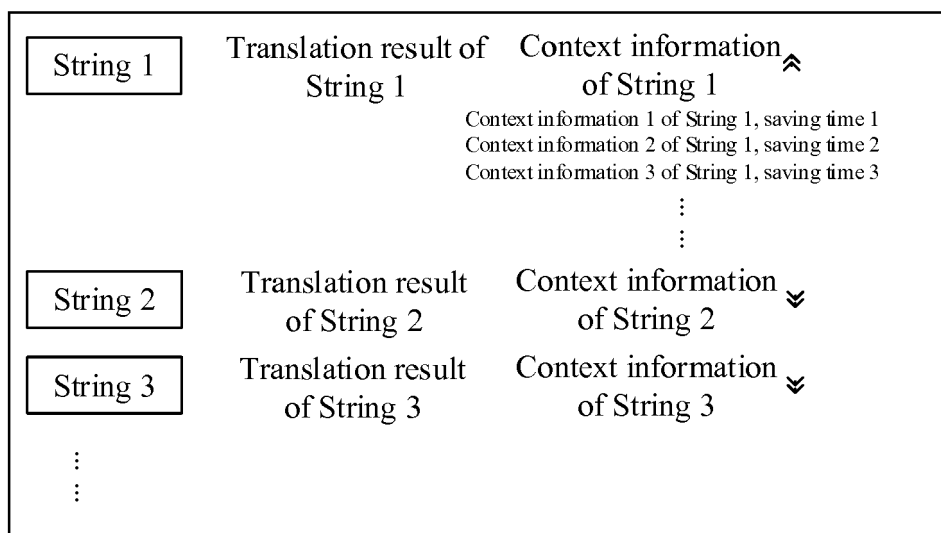 String 1
Translation result of
String 1
Context information
of String 1
Context information 1 of String 1, saving time 1
Context information 2 of String 1, saving time 2
Context information 3 of String 1, saving time 3
String 2
Translation result
of String 2
Context information
of String 2
String 3
Translation result
of String 3
Context information
of String 3